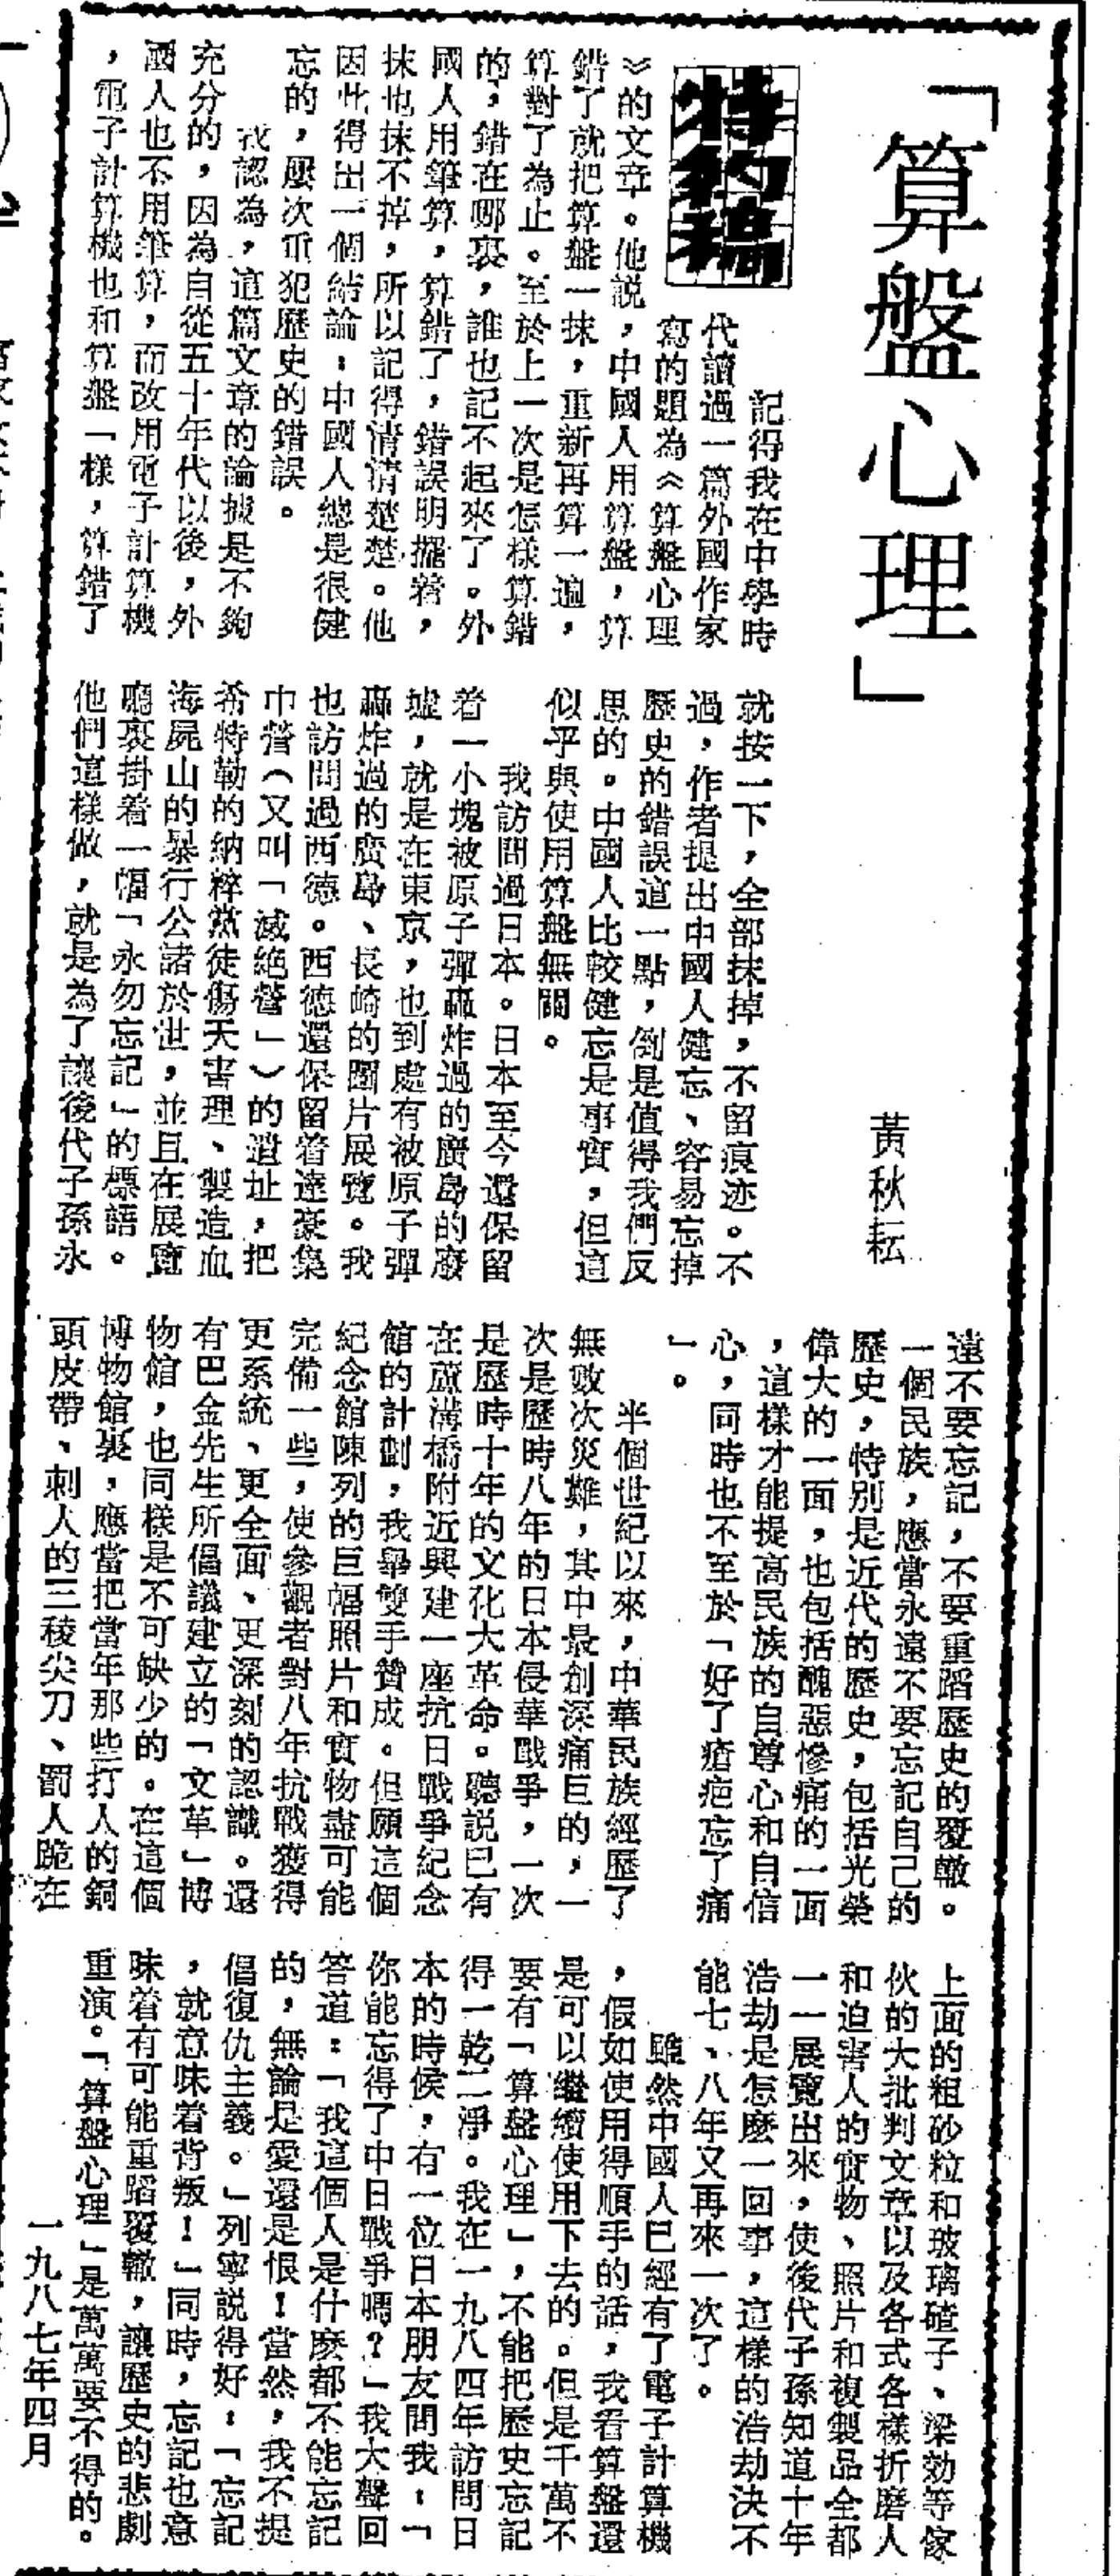 「算盤心理」
黃秋耘
特約稿
記得我在中學時
代讀過一篇外國作家
寫的題為《算盤心理
》的文章。他説，中國人用算盤，算
錯了就把算盤一抹，重新再算一遍，
算對了為止。至於上一次是怎樣算錯
的，錯在哪裏，誰也記不起來了。外
國人用筆算，算錯了，錯誤明擺着，
抹也抹不掉，所以記得清清楚楚。他
因此得出一個結論：中國人總是很健
忘的，屢次重犯歷史的錯誤。
我認為，這篇文章的論據是不夠
充分的，因為自從五十年代以後，外
國人也不用筆算，而改用電子計算機
，電子計算機也和算盤一樣，算錯了
就按一下，全部抹掉，不留痕迹。不
過，作者提出中國人健忘、容易忘掉
歷史的錯誤這一點，倒是值得我們反
思的。中國人比較健忘是事實，但這
似乎與使用算盤無關。
我訪問過日本。日本至今還保留
着一小塊被原子彈轟炸過的廣島的廢
墟，就是在東京，也到處有被原子彈
轟炸過的廣島、長崎的圖片展覽。我
也訪問過西德。西德還保留着達豪集
中營（又叫「滅絕營」）的遺址，把
希特勒的納粹黨徒傷天害理、製造血
海屍山的暴行公諸於世，並且在展覽
廳裏掛着一幅「永勿忘記」的標語。
他們這樣做，就是為了讓後代子孫永
遠不要忘記，不要重蹈歷史的覆轍。
一個民族，應當永遠不要忘記自己的
歷史，特別是近代的歷史，包括光榮
偉大的一面，也包括醜惡慘痛的一面
，這樣才能提高民族的自尊心和自信
心，同時也不至於「好了瘡疤忘了痛
」。
半個世紀以來，中華民族經歷了
無數次災難，其中最創深痛巨的，一
次是歷時八年的日本侵華戰爭，一次
是歷時十年的文化大革命。聽説已有
在蘆溝橋附近興建一座抗日戰爭紀念
館的計劃，我舉雙手贊成。但願這個
紀念館陳列的巨幅照片和實物盡可能
完備一些，使參觀者對八年抗戰獲得
更系統、更全面、更深刻的認識。還
有巴金先生所倡議建立的「文革」博
物館，也同樣是不可缺少的。在這個
博物館裏，應當把當年那些打人的銅
頭皮帶、刺人的三稜尖刀、罰人跪在
上面的粗砂粒和玻璃碴子、梁効等傢
伙的大批判文章以及各式各樣折磨人
和迫害人的實物、照片和複製品全都
一一展覽出來，使後代子孫知道十年
浩劫是怎麽一回事，這樣的浩劫決不
能七、八年又再來一次了。
雖然中國人已經有了電子計算機
，假如使用得順手的話，我看算盤還
是可以繼續使用下去的。但是千萬不
要有「算盤心理」，不能把歷史忘記
得一乾二淨。我在一九八四年訪問日
本的時候，有一位日本朋友問我：「
你能忘得了中日戰爭嗎？」我大聲回
答道：「我這個人是什麽都不能忘記
的，無論是愛還是恨！當然，我不提
倡復仇主義。」列寧説得好：「忘記
，就意味着背叛！」同時，忘記也意
味着有可能重蹈覆轍，讓歷史的悲劇
重演。「算盤心理」是萬萬要不得的。
一九八七年四月